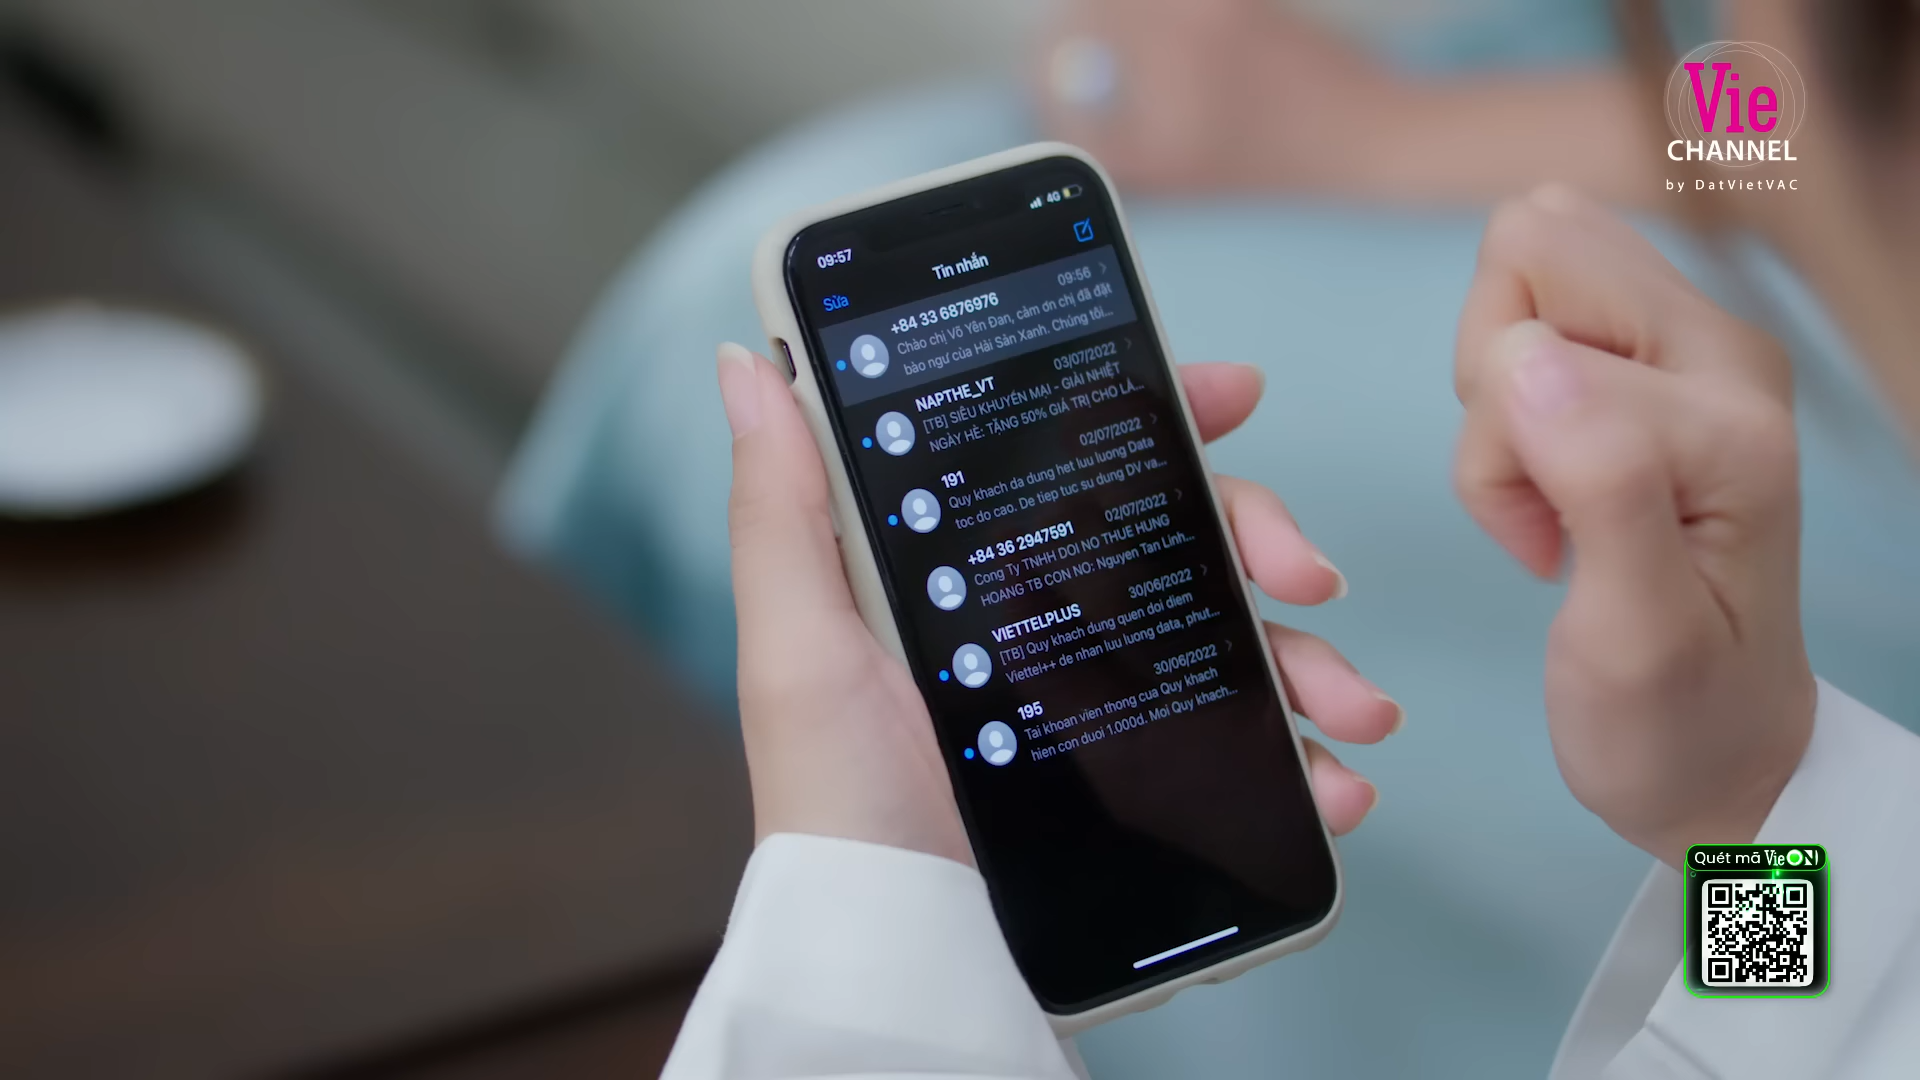 Vie
CHANNEL
by DatVietVAC
4G
09:57
Tin nhắn
Sửa
+84 33 6876976
09:56
Chào chị Võ Yên Đan, cảm ơn chị đã đặt
bào ngư của Hải Sản Xanh. Chúng tôi...
NAPTHE_VT
03/07/2022
[TB] SIÊU KHUYẾN MẠI - GIẢI NHIỆT
NGÀY HÈ: TẶNG 50% GIÁ TRỊ CHO LẦ...
191
02/07/2022
Quy khach da dung het luu luong Data
toc do cao. De tiep tuc su dung DV va...
+84 36 2947591
02/07/2022
Cong Ty TNHH DOI NO THUE HUNG
HOANG TB CON NO: Nguyen Tan Linh...
VIETTELPLUS
30/06/2022
[TB] Quy khach dung quen doi diem
Viettel++ de nhan luu luong data, phut...
195
30/06/2022
Tai khoan vien thong cua Quy khach
hien con duoi 1.000d. Moi Quy khach...
Quét mã VieON